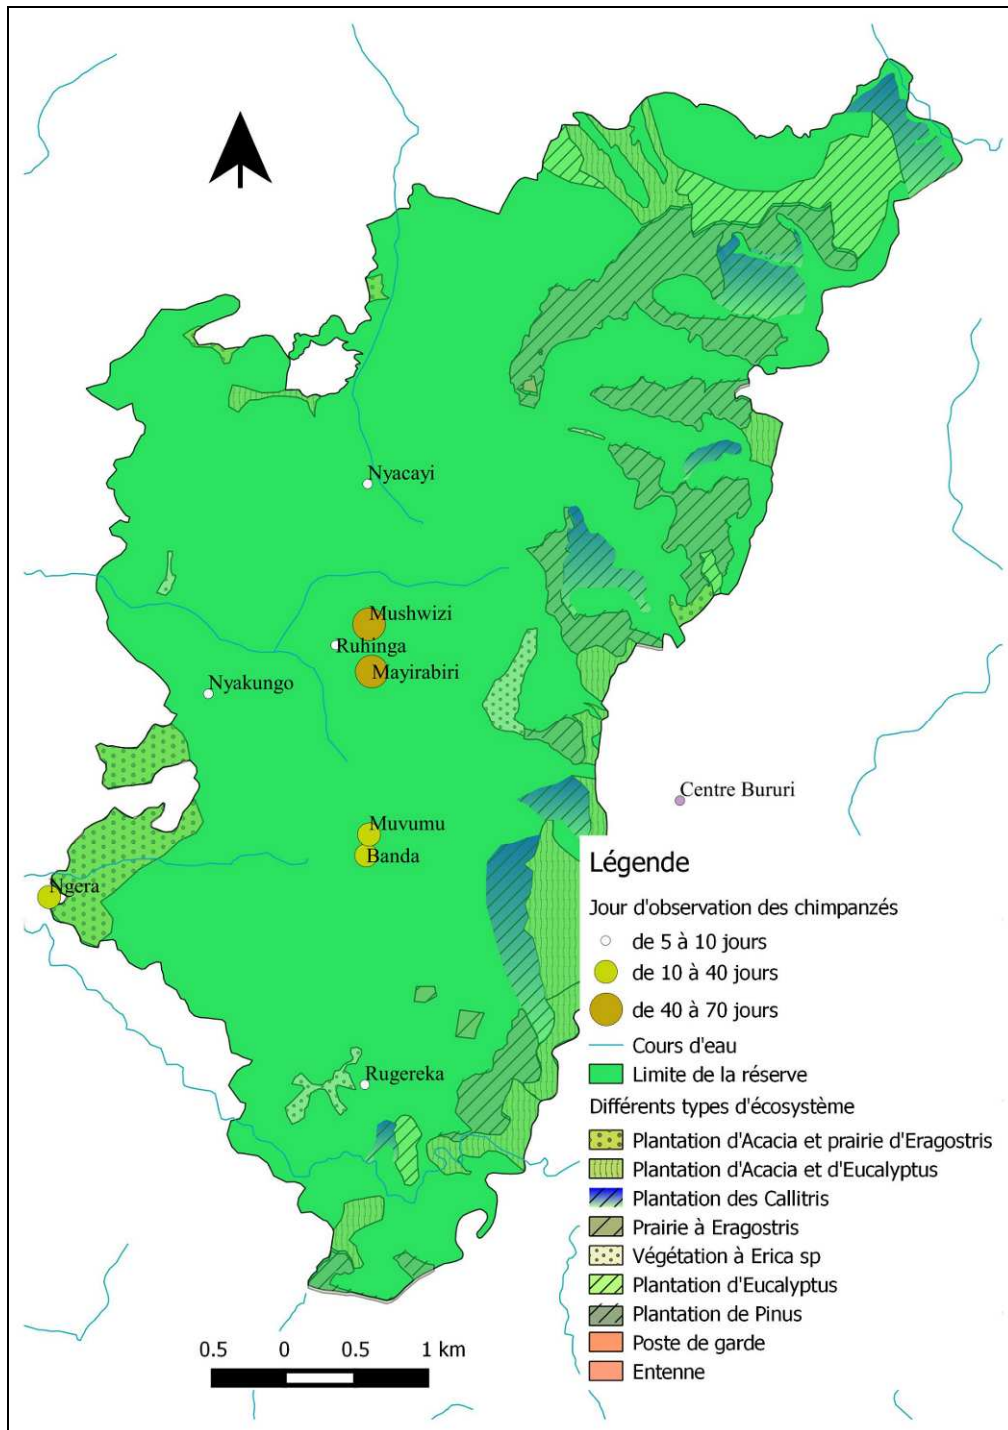 Nyacayi
Mushwizi
Ruhinga
Mayirabiri
Nyakungo
Centre Bururi
Muvumu
Banda
Ngera
Rugereka
Légende
Jour d'observation des chimpanzés
de 5 à 10 jours
de 10 à 40 jours
de 40 à 70 jours
Cours d'eau
Limite de la réserve
Différents types d'écosystème
Plantation d'Acacia et prairie d'Eragostris
Plantation d'Acacia et d'Eucalyptus
Plantation des Callitris
Prairie à Eragostris
Végétation à Erica sp
Plantation d'Eucalyptus
Plantation de Pinus
Poste de garde
Entenne
0.5 0 0.5 1 km